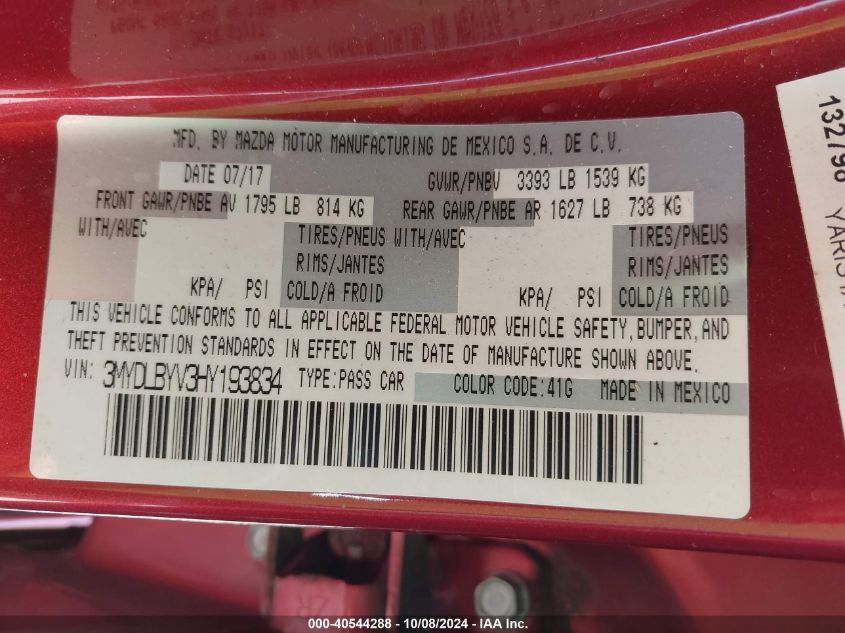 MFD. BY MAZDA MOTOR MANUFACTURING DE MEXICO S.A. DE C.V.
DATE 07/17 GVWR/PNBV 3393 LB 1539 KG
FRONT GAWR/PNBE AV 1795 LB 814 KG REAR GAWR/PNBE AR 1627 LB 738 KG
WITH/AVEC TIRES/PNEUS WITH/AVEC TIRES/PNEUS
RIMS/JANTES RIMS/JANTES
KPA/ PSI COLD/A FROID KPA/ PSI COLD/A FROID
THIS VEHICLE CONFORMS TO ALL APPLICABLE FEDERAL MOTOR VEHICLE SAFETY, BUMPER, AND
THEFT PREVENTION STANDARDS IN EFFECT ON THE DATE OF MANUFACTURE SHOWN ABOVE.
VIN: 3MYDLBYV3HY193834 TYPE: PASS CAR COLOR CODE: 41G MADE IN MEXICO
132798 YARIS
ZR
000-40544288 - 10/08/2024 - IAA Inc.